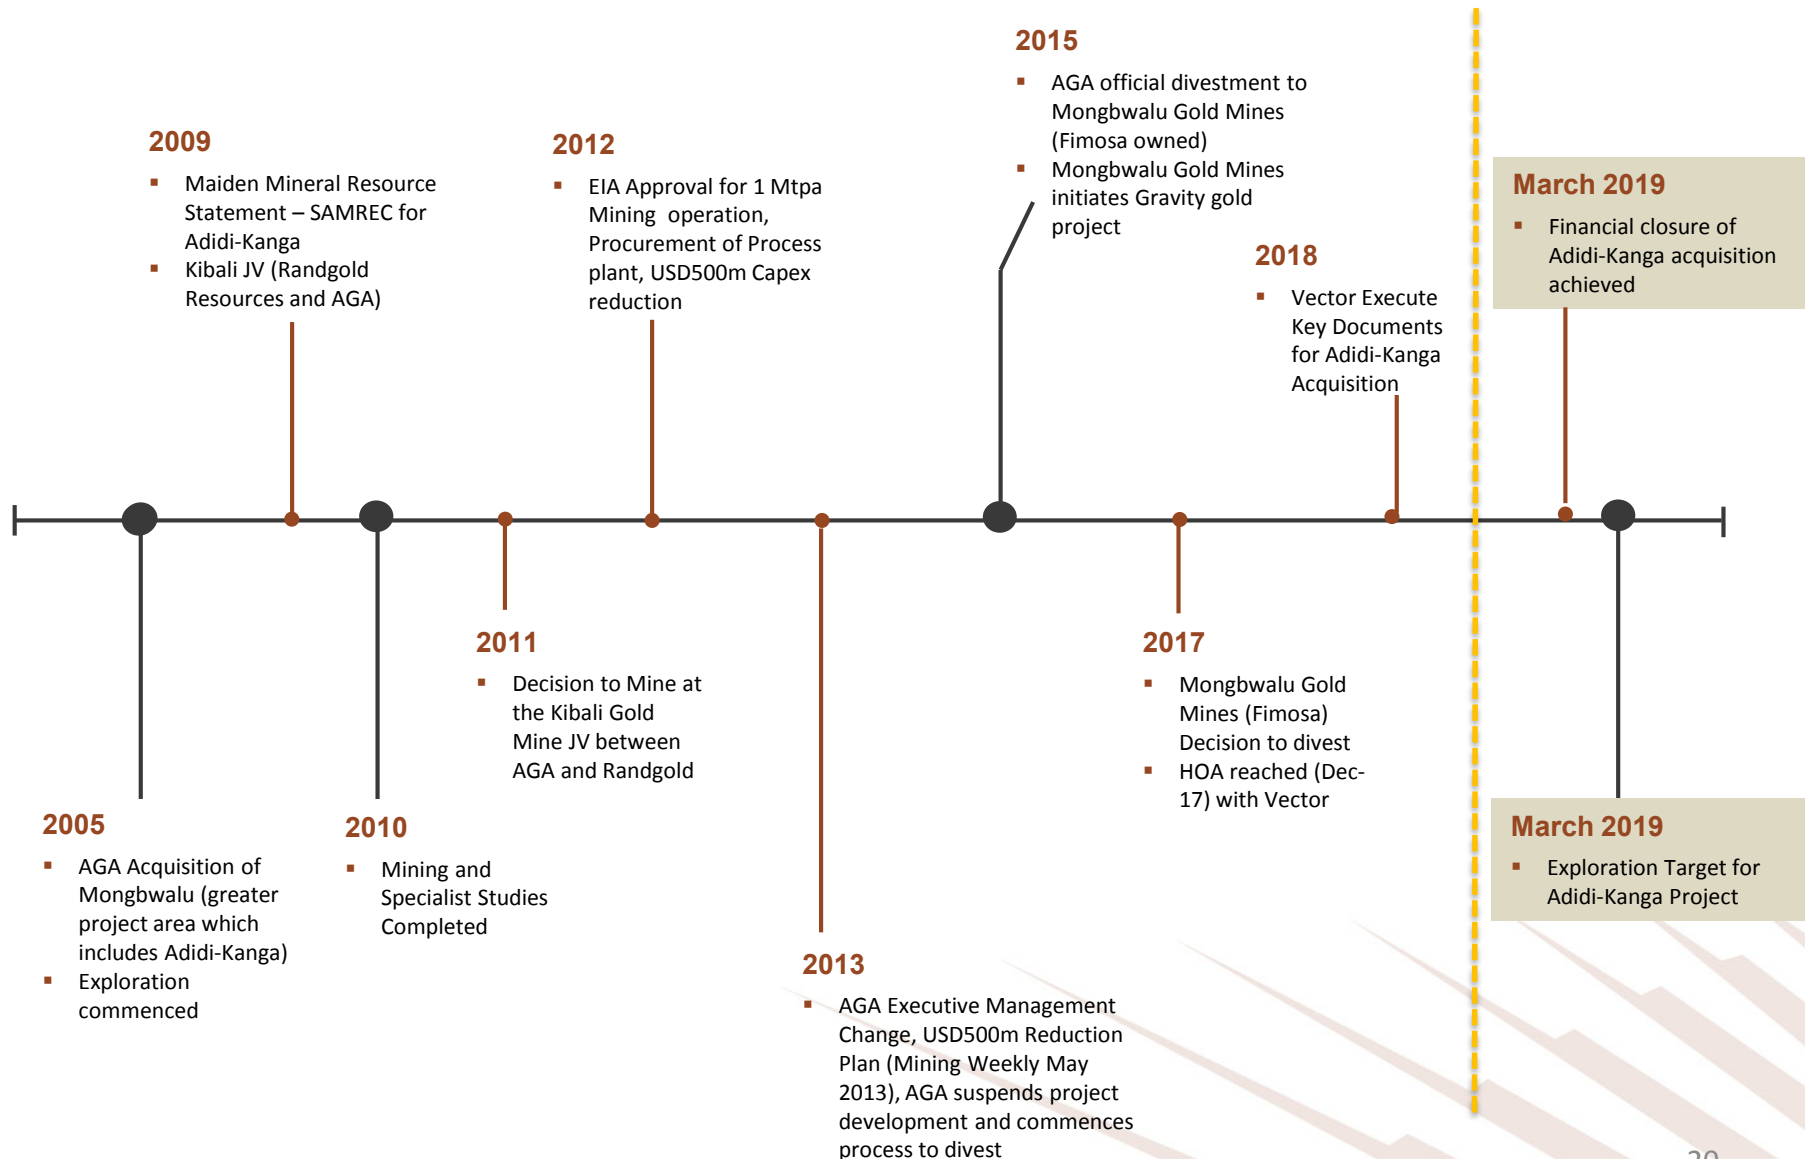 2005
▪ AGA Acquisition of
Mongbwalu (greater
project area which
includes Adidi-Kanga)
▪ Exploration
commenced
2009
▪ Maiden Mineral Resource
Statement – SAMREC for
Adidi-Kanga
▪ Kibali JV (Randgold
Resources and AGA)
2010
▪ Mining and
Specialist Studies
Completed
2011
▪ Decision to Mine at
the Kibali Gold
Mine JV between
AGA and Randgold
2012
▪ EIA Approval for 1 Mtpa
Mining operation,
Procurement of Process
plant, USD500m Capex
reduction
2013
▪ AGA Executive Management
Change, USD500m Reduction
Plan (Mining Weekly May
2013), AGA suspends project
development and commences
process to divest
2015
▪ AGA official divestment to
Mongbwalu Gold Mines
(Fimosa owned)
▪ Mongbwalu Gold Mines
initiates Gravity gold
project
2017
▪ Mongbwalu Gold
Mines (Fimosa)
Decision to divest
▪ HOA reached (Dec-
17) with Vector
2018
▪ Vector Execute
Key Documents
for Adidi-Kanga
Acquisition
March 2019
▪ Financial closure of
Adidi-Kanga acquisition
achieved
March 2019
▪ Exploration Target for
Adidi-Kanga Project